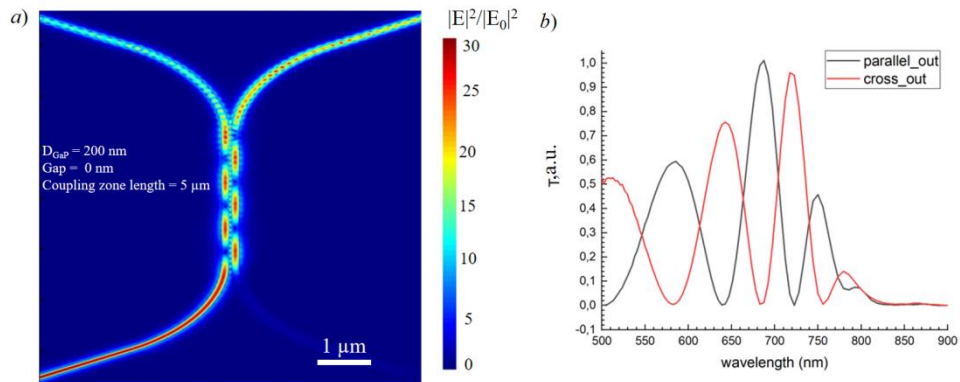 a)
D_GaP = 200 nm
Gap = 0 nm
Coupling zone length = 5 μm
1 μm
|E|²/|E₀|²
30
25
20
15
10
5
0
b)
parallel_out
cross_out
τ,a.u.
1,0
0,9
0,8
0,7
0,6
0,5
0,4
0,3
0,2
0,1
0,0
-0,1
500 550 600 650 700 750 800 850 900
wavelength (nm)